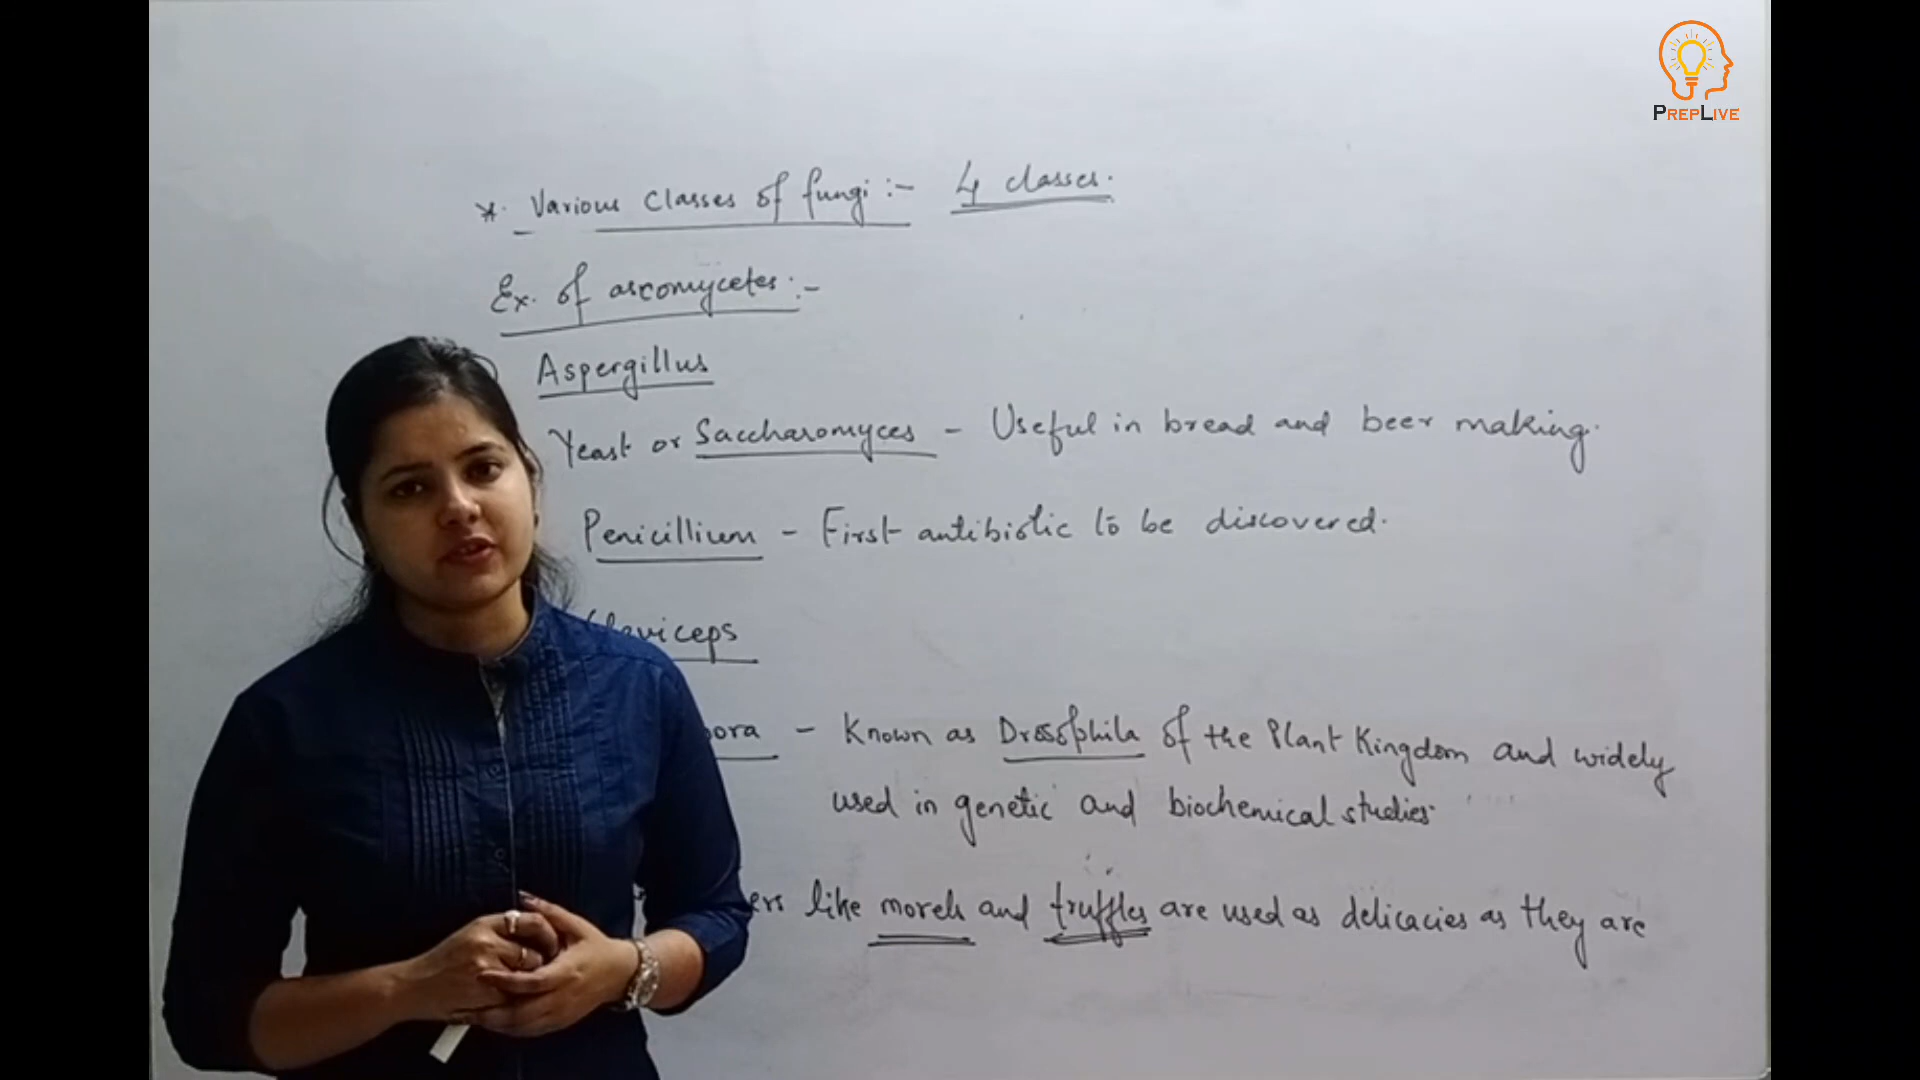 PREPLIVE
*. Various Classes of fungi :- 4 classes.
Ex. of ascomycetes :-
Aspergillus
Yeast or Saccharomyces - Useful in bread and beer making.
Penicillium - First antibiotic to be discovered.
- Known as Drosophila of the Plant Kingdom and widely
used in genetic and biochemical studies.
like morels and truffles are used as delicacies as they are